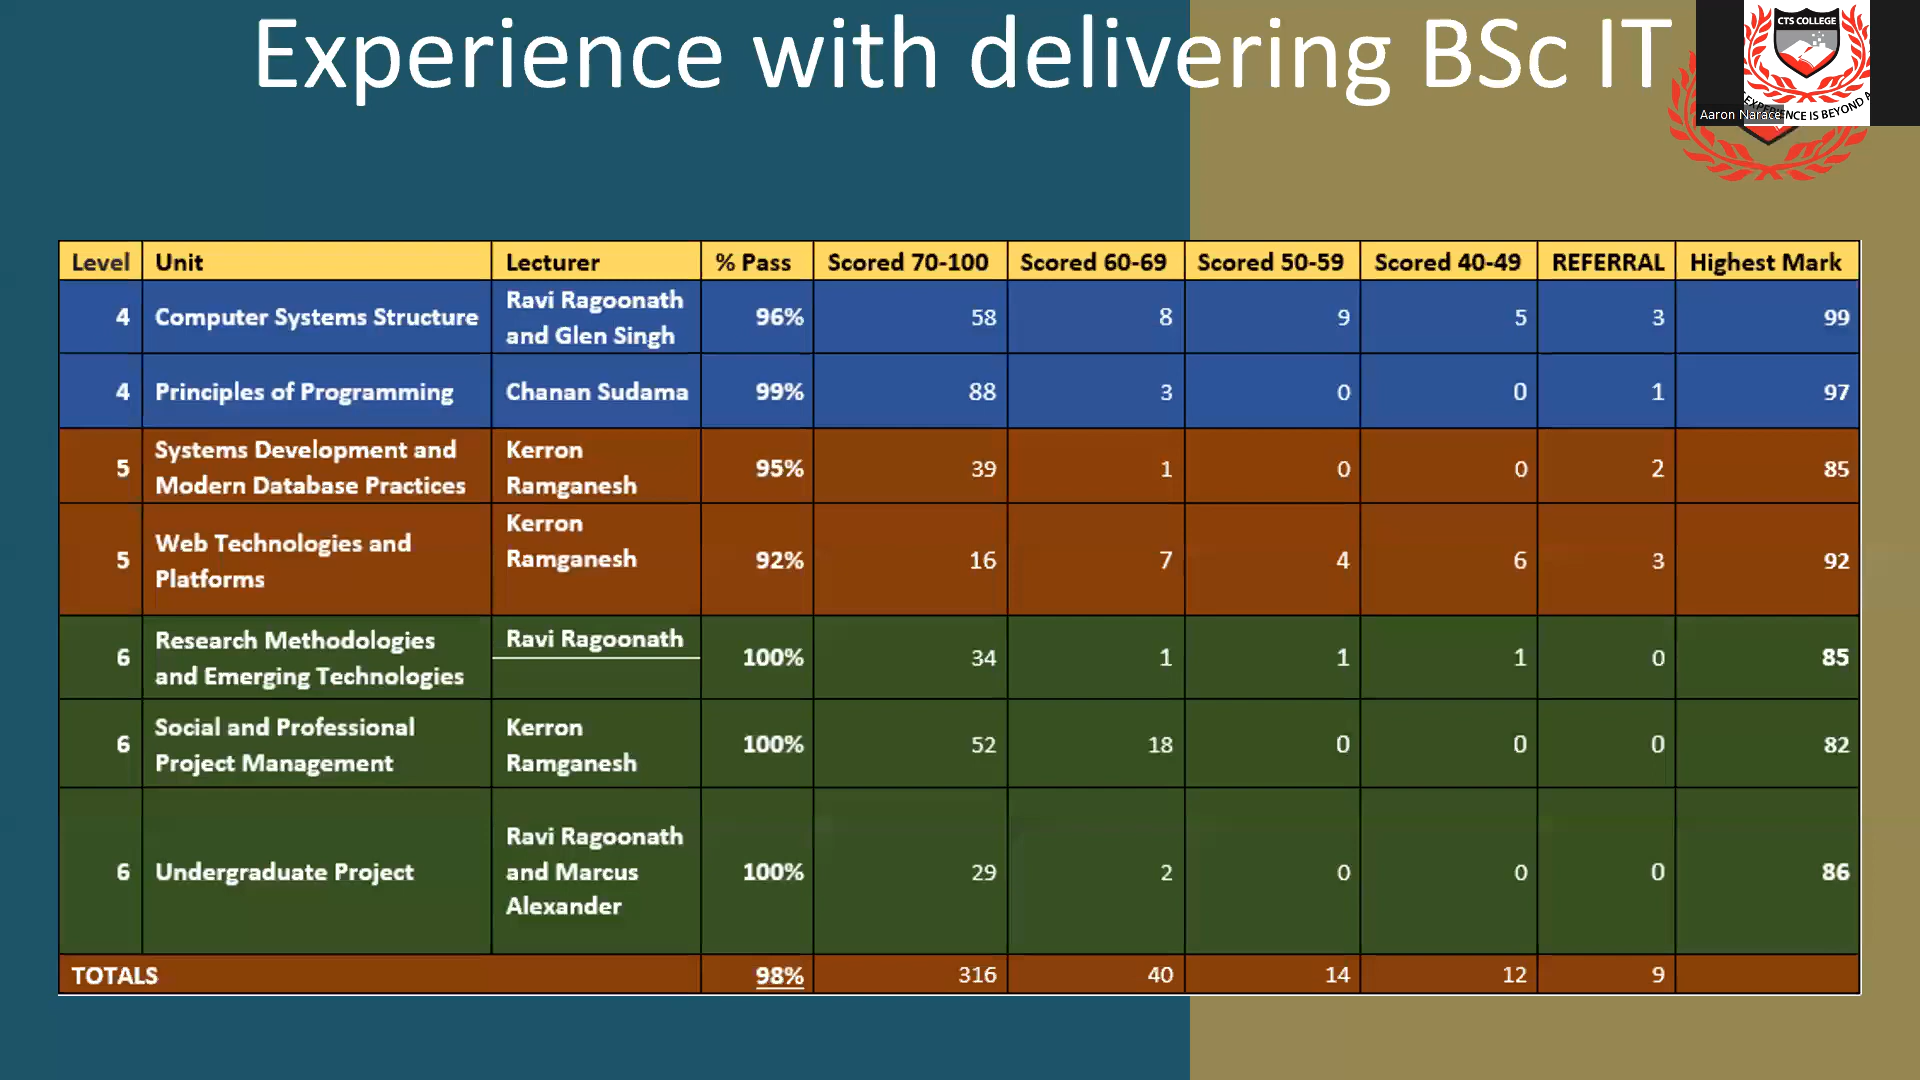 Experience with delivering BSc IT
CTS COLLEGE
EXPERIENCE IS BEYOND
Aaron Narace
Level Unit Lecturer % Pass Scored 70-100 Scored 60-69 Scored 50-59 Scored 40-49 REFERRAL Highest Mark
Ravi Ragoonath
4 Computer Systems Structure 96% 58 8 9 5 3 99
and Glen Singh
4 Principles of Programming Chanan Sudama 99% 88 3 0 0 1 97
Systems Development and Kerron
5 95% 39 1 0 0 2 85
Modern Database Practices Ramganesh
Kerron
Web Technologies and Ramganesh
5 92% 16 7 4 6 3 92
Platforms
Research Methodologies Ravi Ragoonath
6 100% 34 1 1 1 0 85
and Emerging Technologies
Social and Professional Kerron
6 100% 52 18 0 0 0 82
Project Management Ramganesh
Ravi Ragoonath
6 Undergraduate Project and Marcus 100% 29 2 0 0 0 86
Alexander
TOTALS 98% 316 40 14 12 9